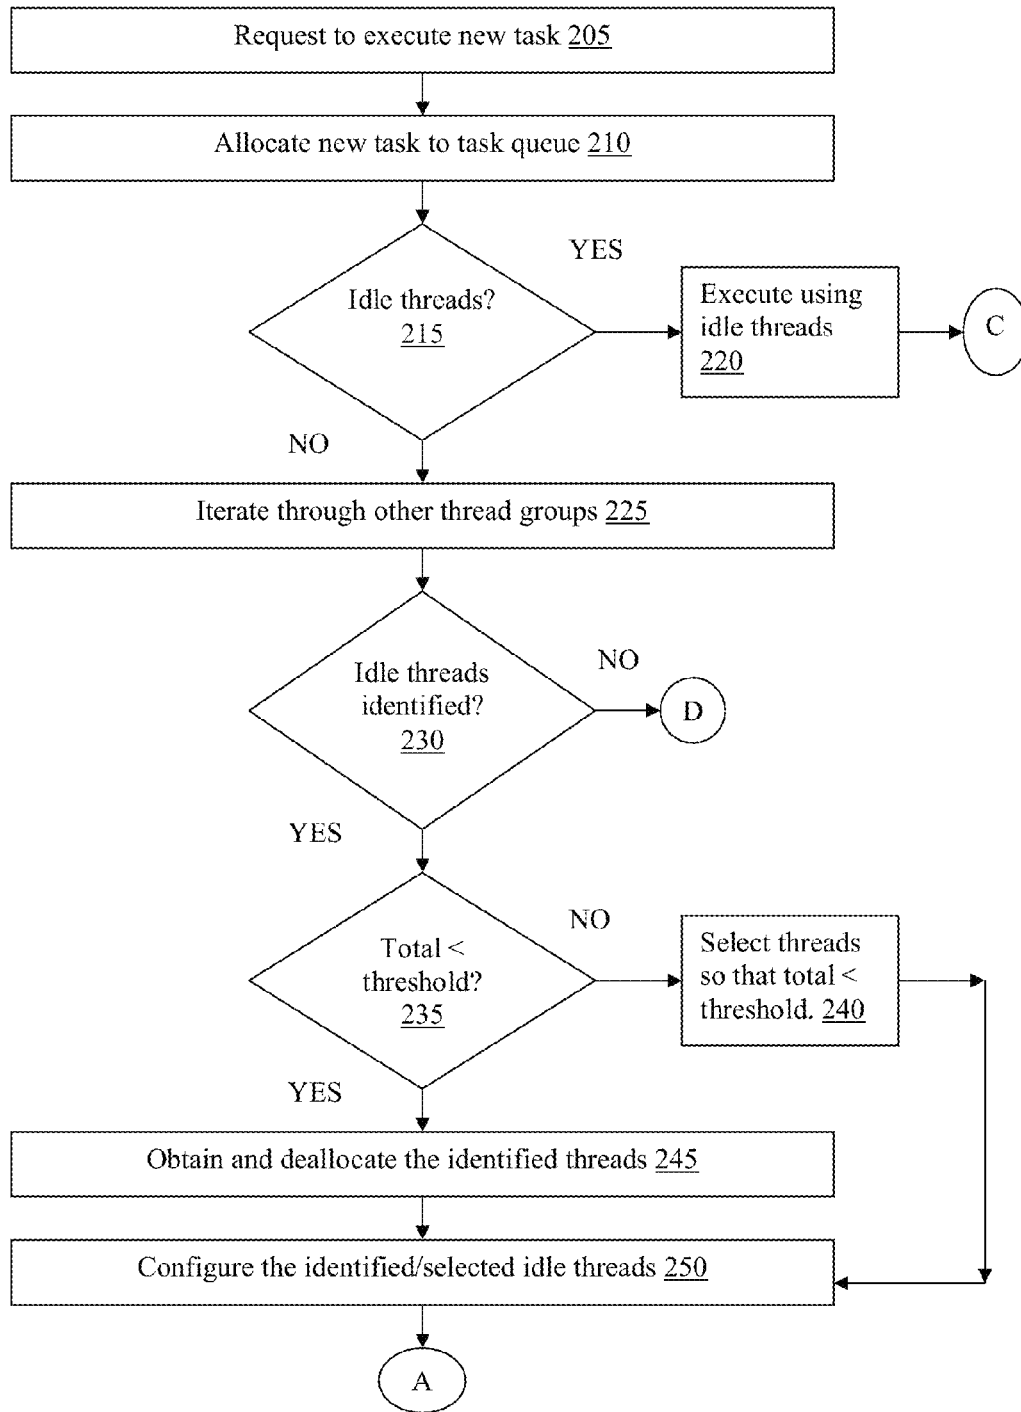 Request to execute new task 205
Allocate new task to task queue 210
YES
Idle threads?
215
Execute using
idle threads
220
C
NO
Iterate through other thread groups 225
Idle threads
identified?
230
NO
D
YES
Total <
threshold?
235
NO
Select threads
so that total <
threshold. 240
YES
Obtain and deallocate the identified threads 245
Configure the identified/selected idle threads 250
A